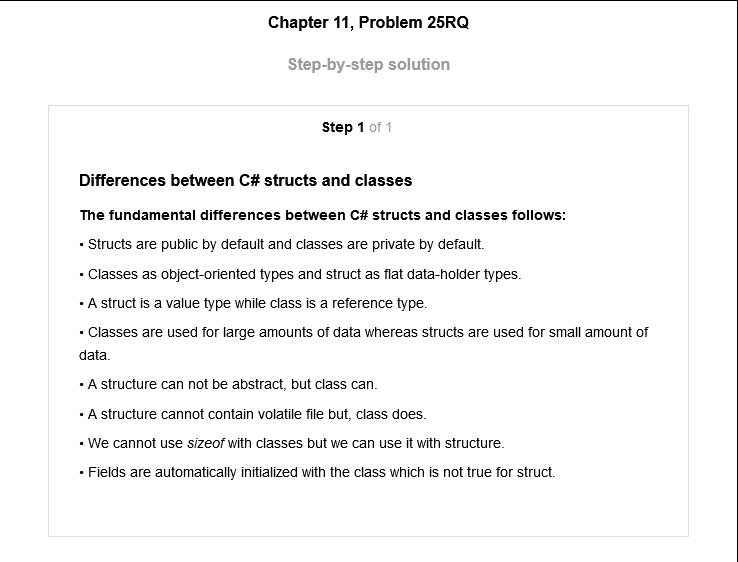 Chapter 11, Problem 25RQ
Step-by-step solution
Step 1 of 1
Differences between C# structs and classes
The fundamental differences between C# structs and classes follows:
• Structs are public by default and classes are private by default.
• Classes as object-oriented types and struct as flat data-holder types.
• A struct is a value type while class is a reference type.
• Classes are used for large amounts of data whereas structs are used for small amount of
data.
• A structure can not be abstract, but class can.
• A structure cannot contain volatile file but, class does.
• We cannot use sizeof with classes but we can use it with structure.
• Fields are automatically initialized with the class which is not true for struct.